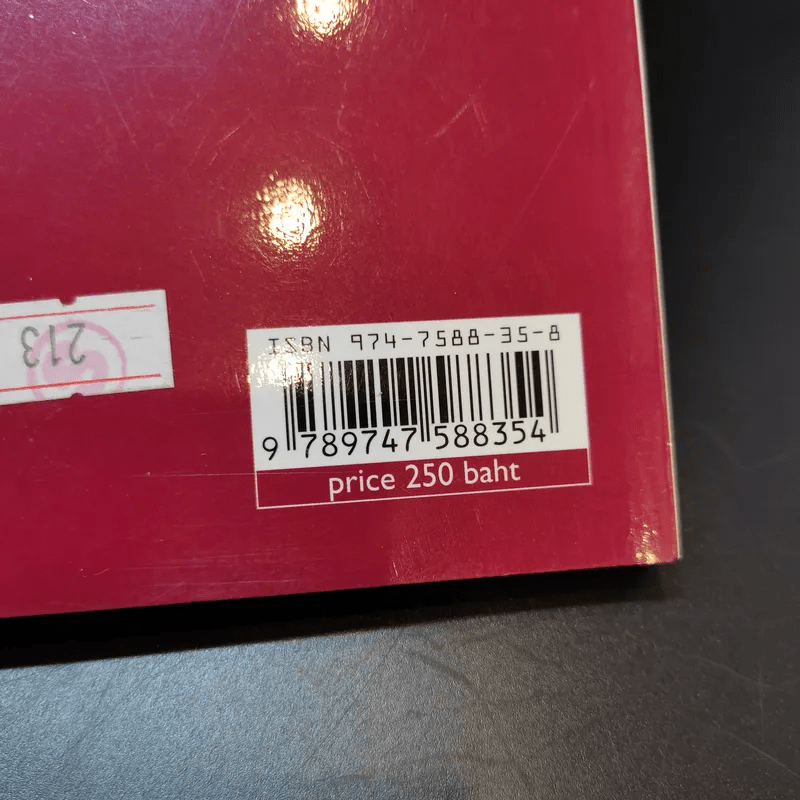 213
ISBN 974-7588-35-8
9 789747 588354
price 250 baht